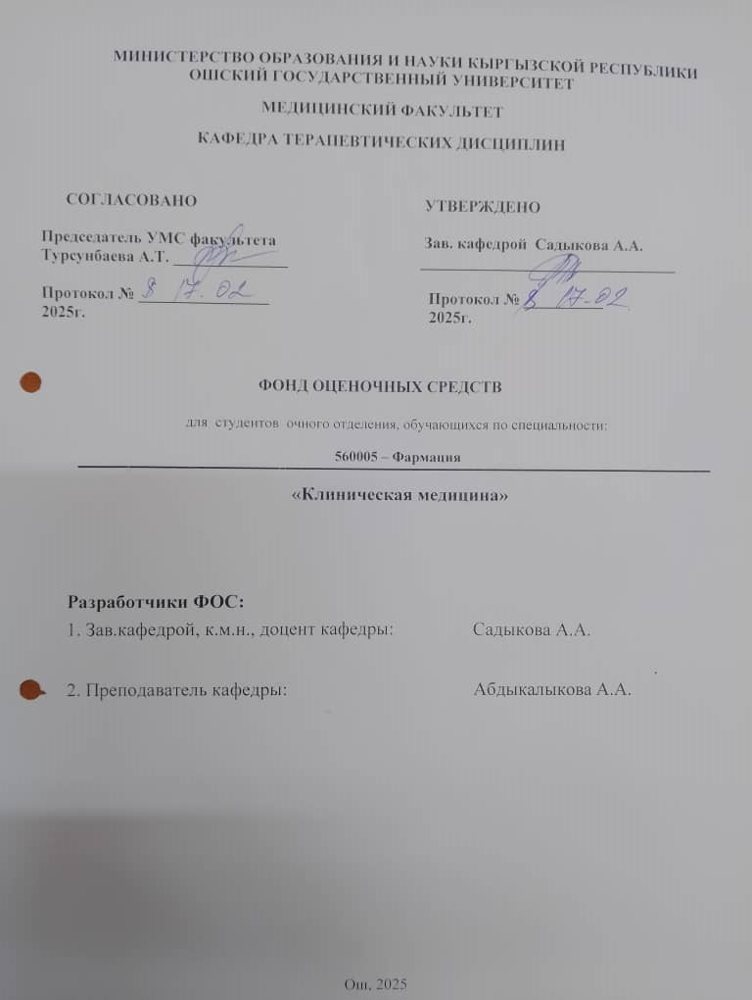 МИНИСТЕРСТВО ОБРАЗОВАНИЯ И НАУКИ КЫРГЫЗСКОЙ РЕСПУБЛИКИ
ОШСКИЙ ГОСУДАРСТВЕННЫЙ УНИВЕРСИТЕТ
МЕДИЦИНСКИЙ ФАКУЛЬТЕТ
КАФЕДРА ТЕРАПЕВТИЧЕСКИХ ДИСЦИПЛИН
СОГЛАСОВАНО
Председатель УМС факультета
Турсунбаева А.Т.
Протокол № 8 17.02
2025г.
УТВЕРЖДЕНО
Зав. кафедрой Садыкова А.А.
Протокол № 8 17-02
2025г.
ФОНД ОЦЕНОЧНЫХ СРЕДСТВ
для студентов очного отделения, обучающихся по специальности:
560005 – Фармация
«Клиническая медицина»
Разработчики ФОС:
1. Зав.кафедрой, к.м.н., доцент кафедры: Садыкова А.А.
2. Преподаватель кафедры: Абдыкалыкова А.А.
Ош, 2025